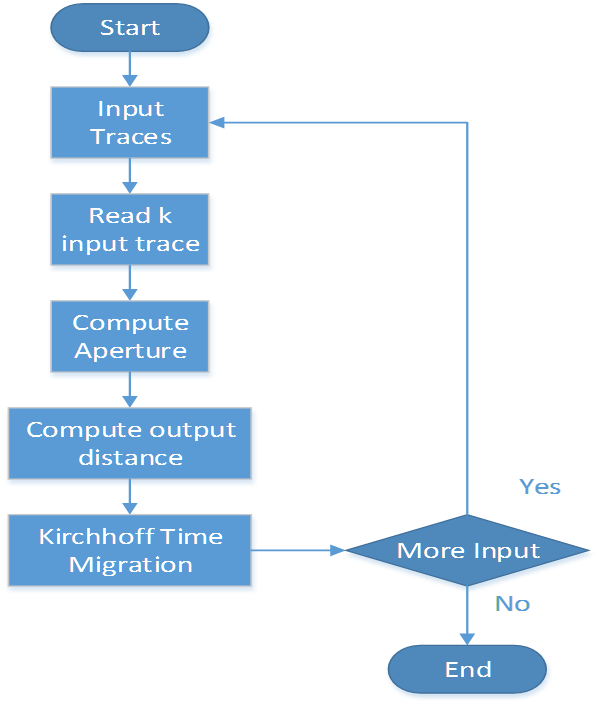 Start
Input
Traces
Read k
input trace
Compute
Aperture
Compute output
distance
Kirchhoff Time
Migration
More Input
Yes
No
End